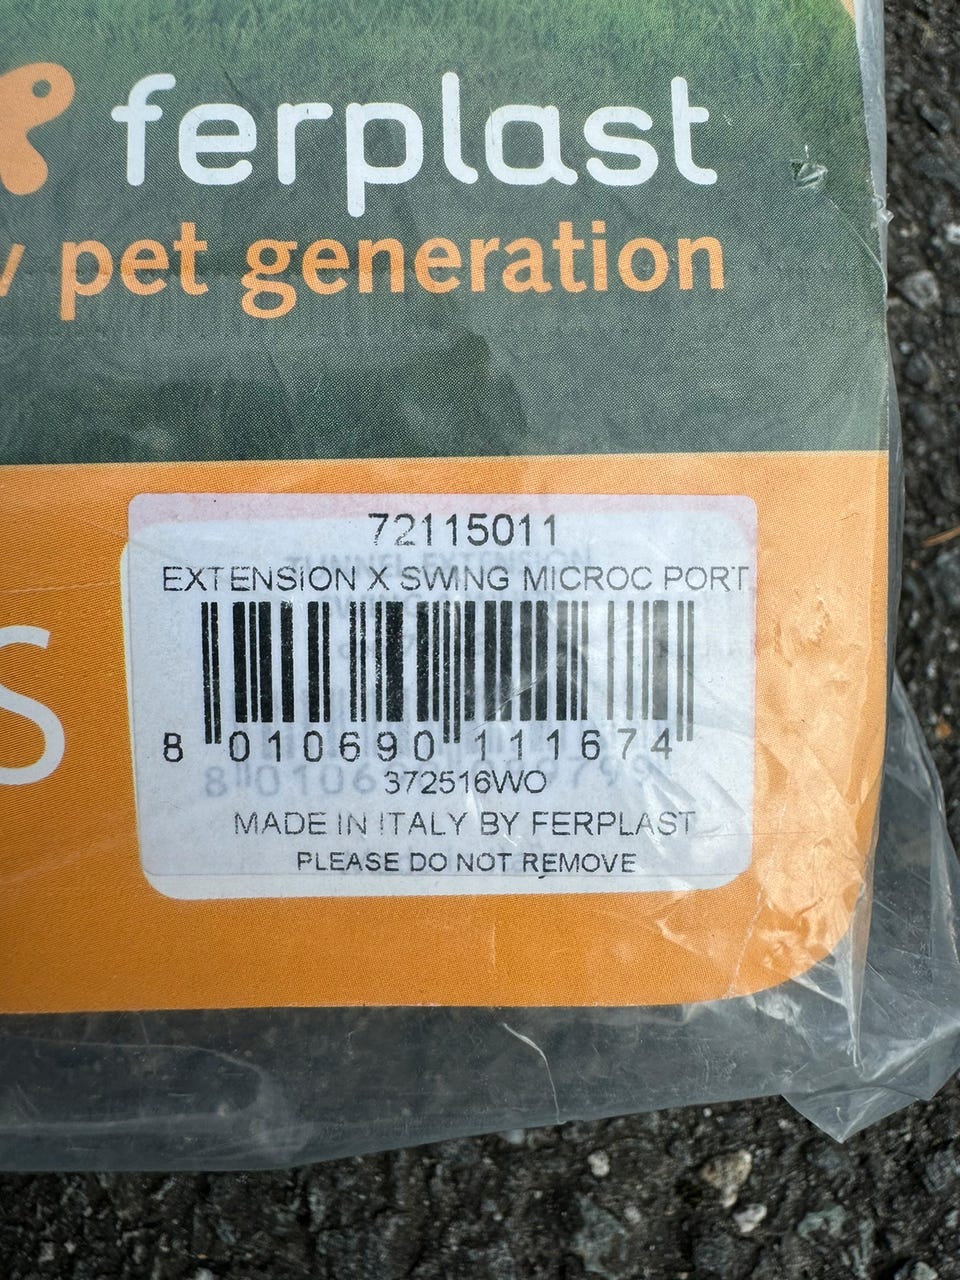 ferplast
pet generation
S
72115011
EXTENSION X SWING MICROC PORT
8 010690 111674
372516WO
MADE IN ITALY BY FERPLAST
PLEASE DO NOT REMOVE